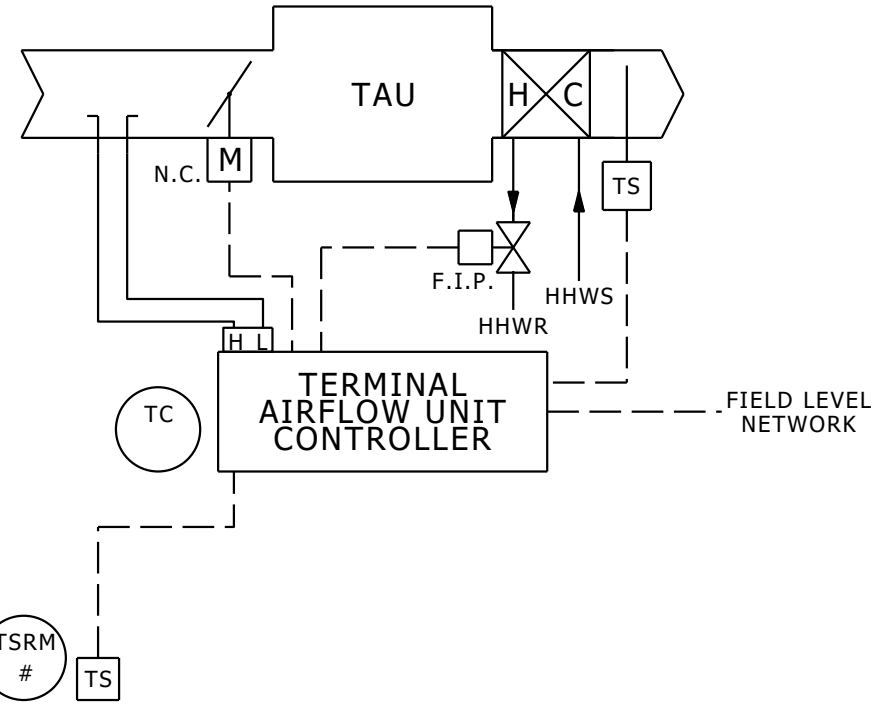 TAU
H C
M
N.C.
TS
F.I.P.
HHWS
HHWR
H L
TERMINAL
AIRFLOW UNIT
CONTROLLER
TC
FIELD LEVEL
NETWORK
TSRM
#
TS